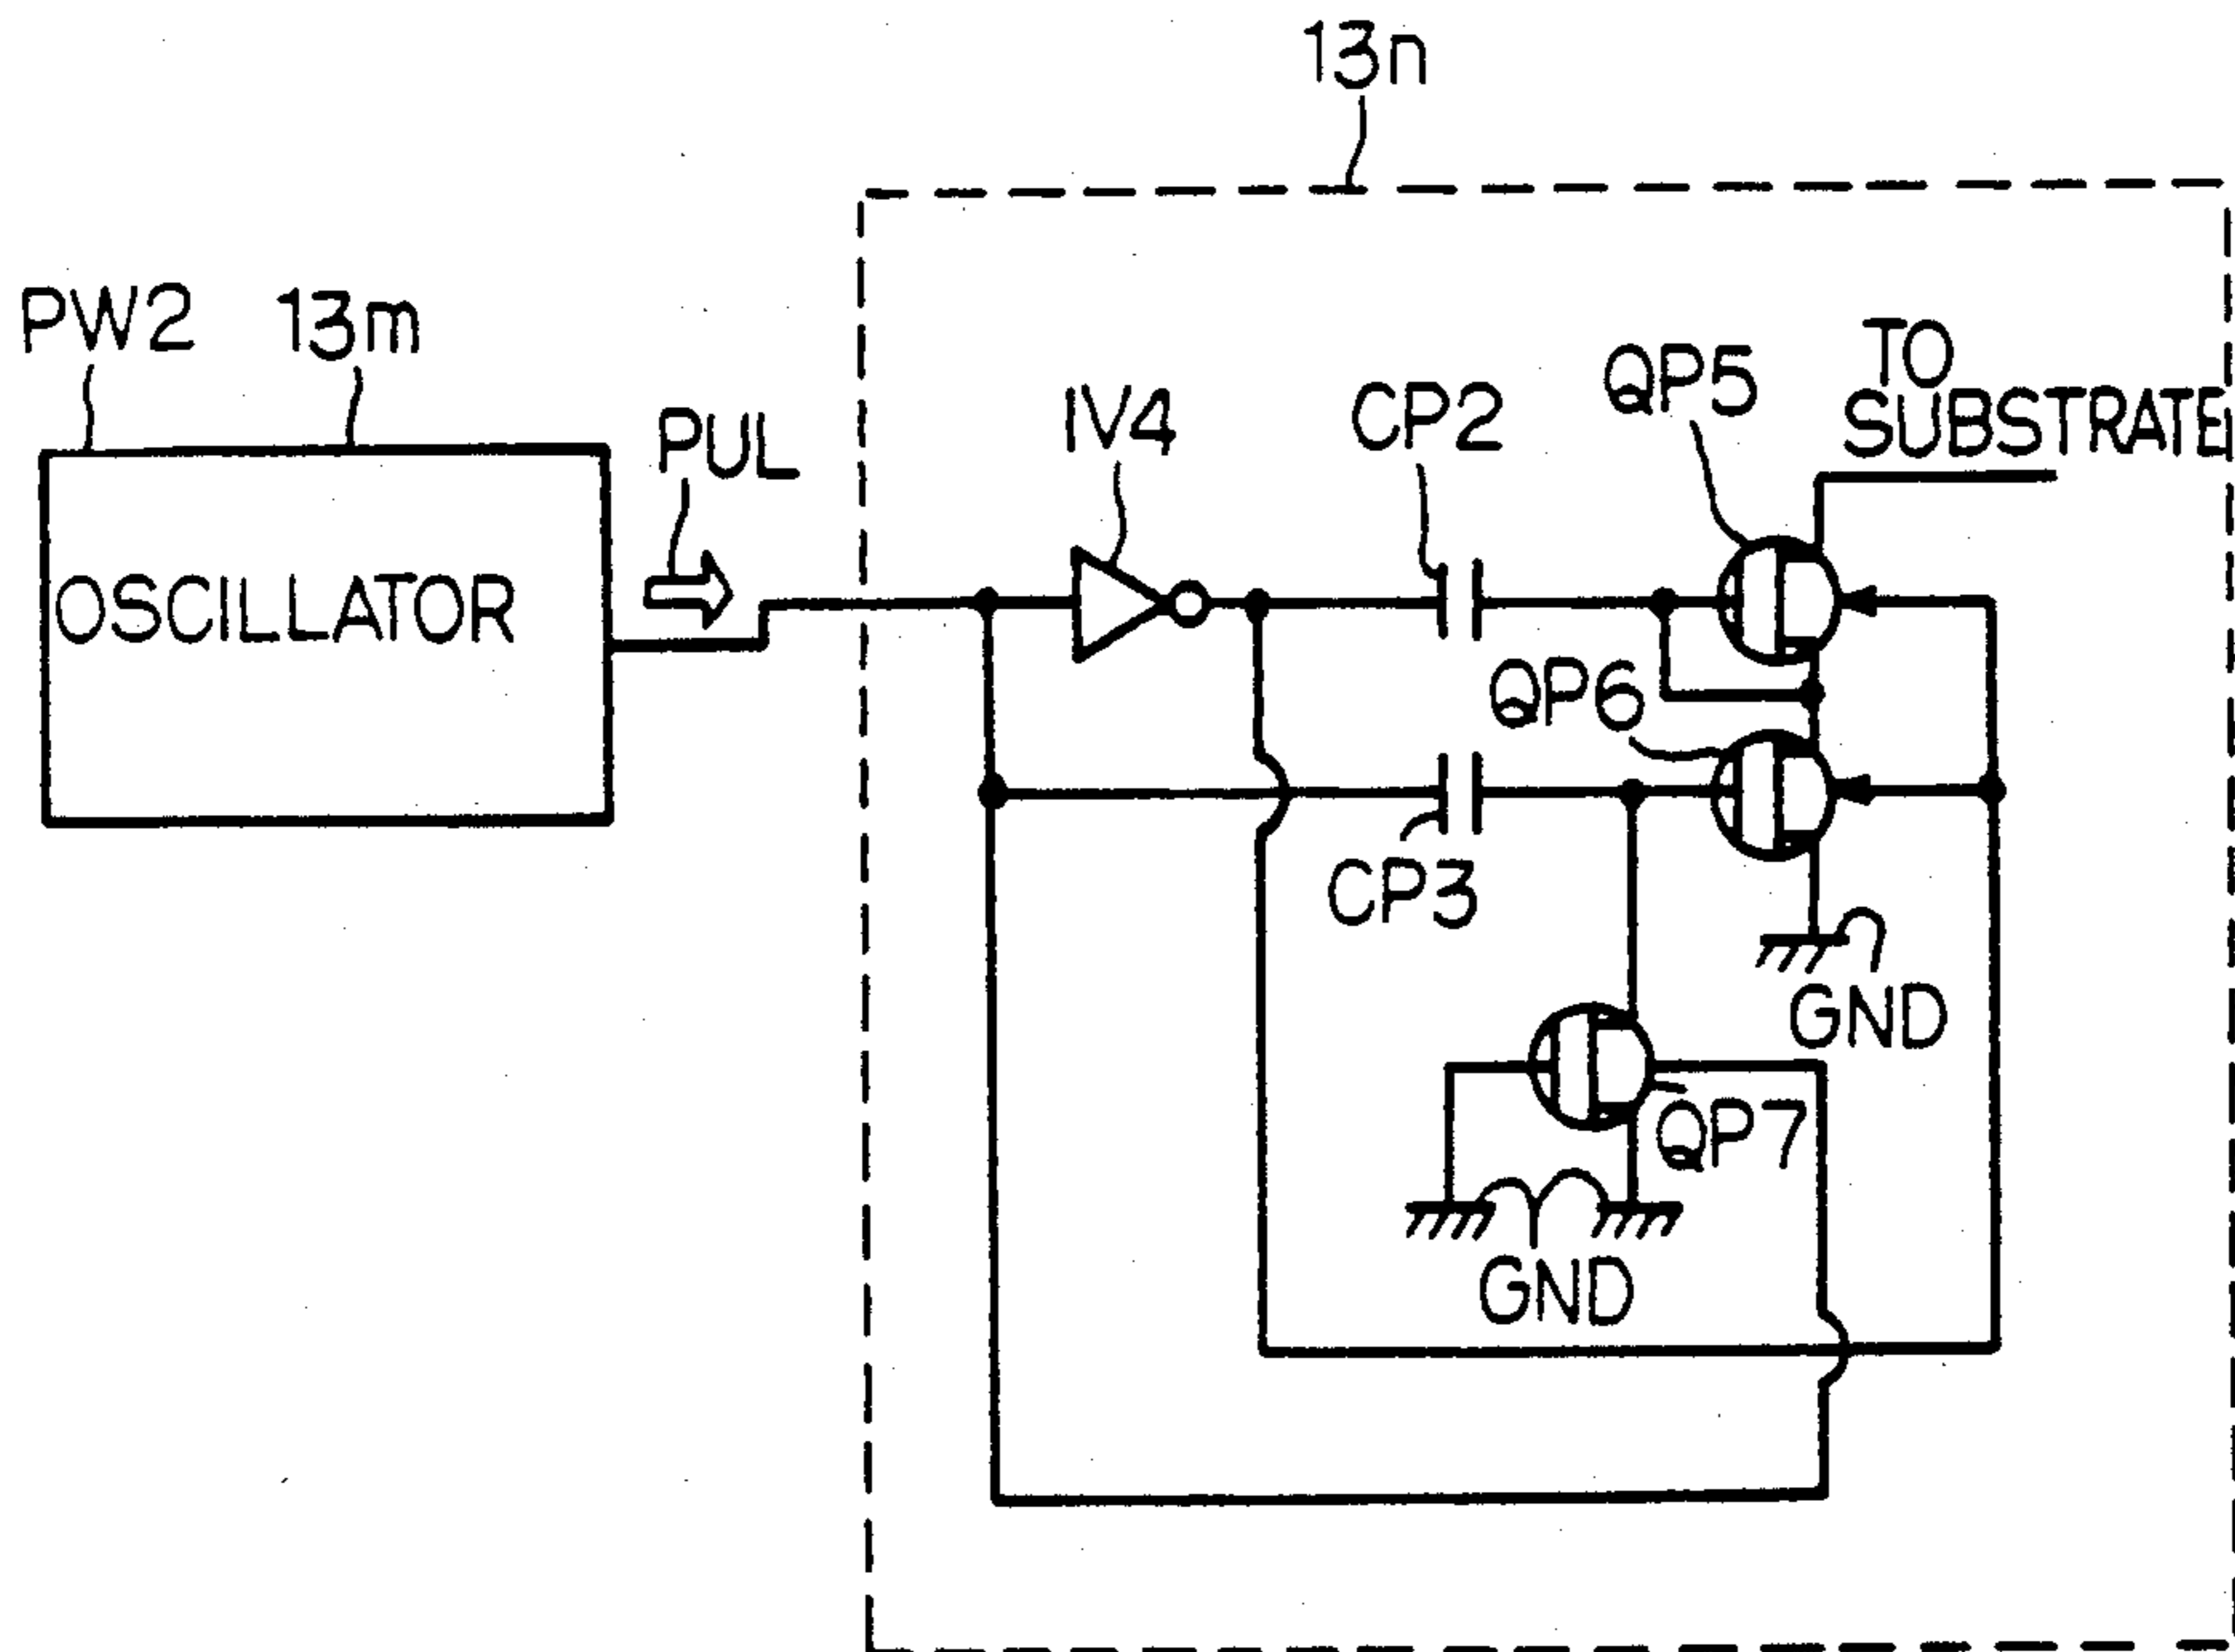 13n
PW2
13m
PUL
OSCILLATOR
IV4
CP2
QP5
TO
SUBSTRATE
QP6
CP3
GND
QP7
GND